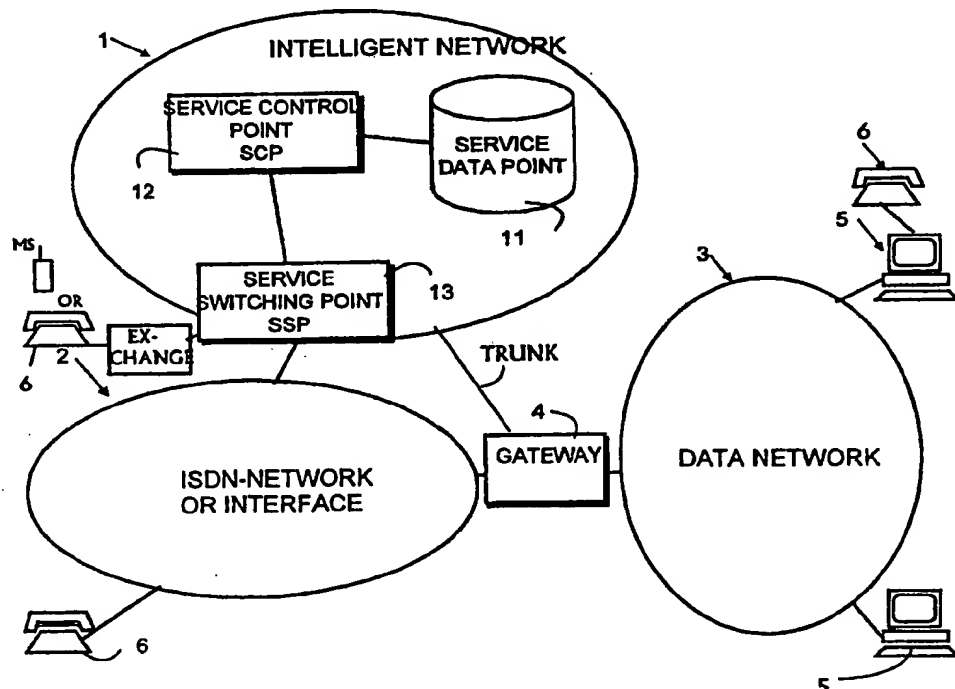 1
INTELLIGENT NETWORK
SERVICE CONTROL
POINT
SCP
12
SERVICE
DATA POINT
11
6
5
MS
OR
6
2
EX-
CHANGE
SERVICE
SWITCHING POINT
SSP
13
3
TRUNK
4
GATEWAY
DATA NETWORK
ISDN-NETWORK
OR INTERFACE
6
5